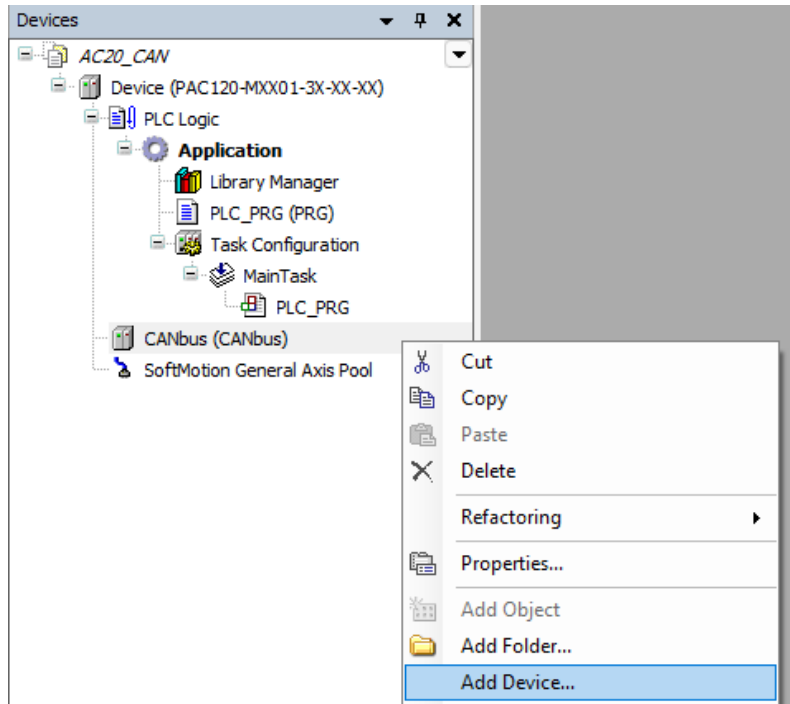 Devices
AC20_CAN
Device (PAC120-MXX01-3X-XX-XX)
PLC Logic
Application
Library Manager
PLC_PRG (PRG)
Task Configuration
MainTask
PLC_PRG
CANbus (CANbus)
SoftMotion General Axis Pool
Cut
Copy
Paste
Delete
Refactoring
Properties...
Add Object
Add Folder...
Add Device...